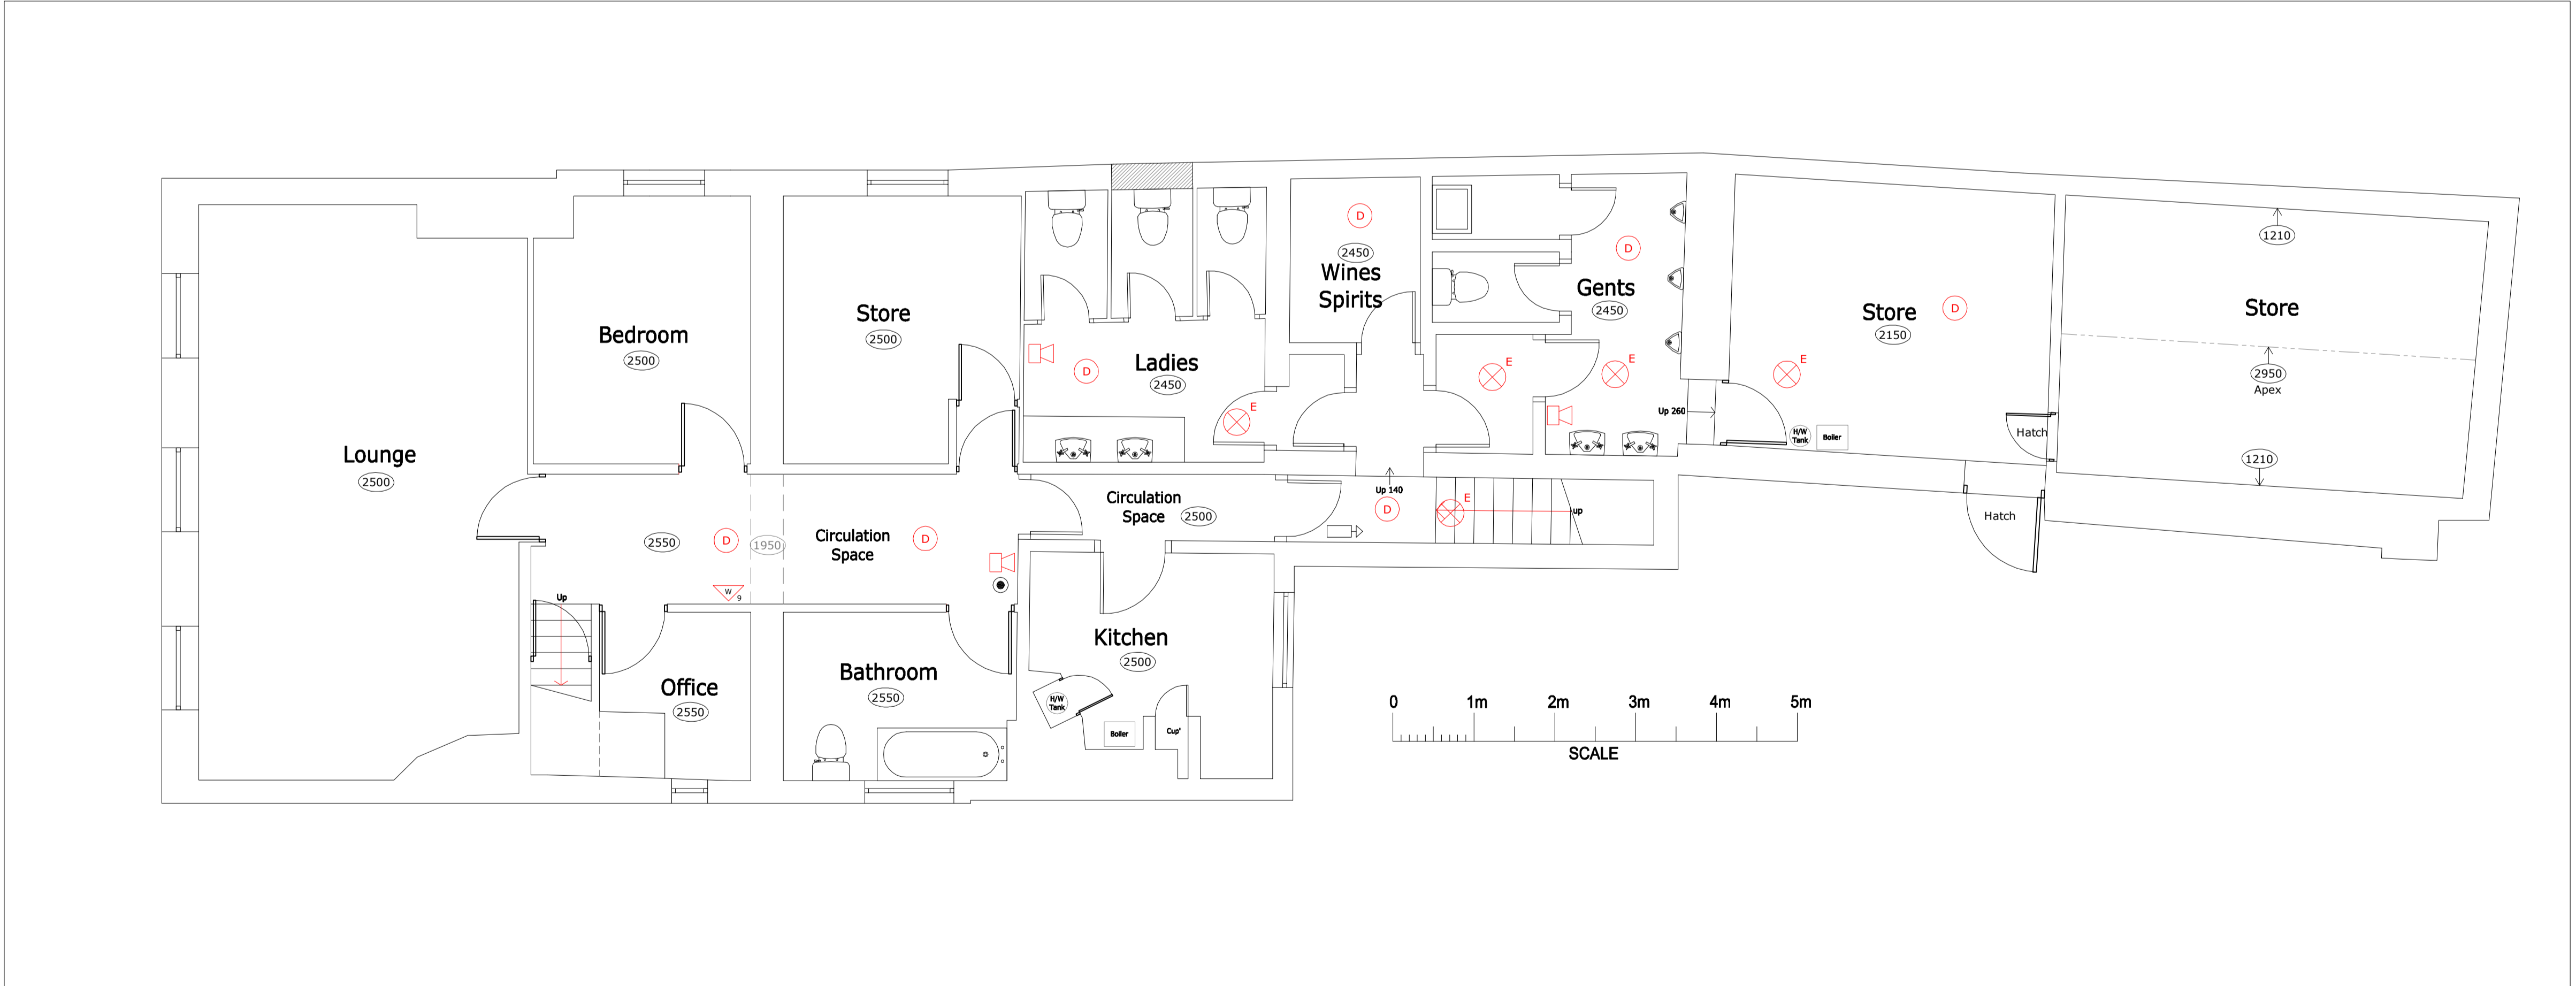 Lounge
2500
Bedroom
2500
Store
2500
Ladies
2450
D
E
D
2450
Wines
Spirits
D
Gents
2450
E
E
Up 260
Store
2150
D
E
H/W
Tank
Boiler
Hatch
Hatch
1210
Store
2950
Apex
1210
2550
D
1950
Circulation
Space
D
W
9
Circulation
Space
2500
Up 140
D
E
up
Up
Office
2550
Bathroom
2550
Kitchen
2500
H/W
Tank
Boiler
Cup'
0 1m 2m 3m 4m 5m
SCALE